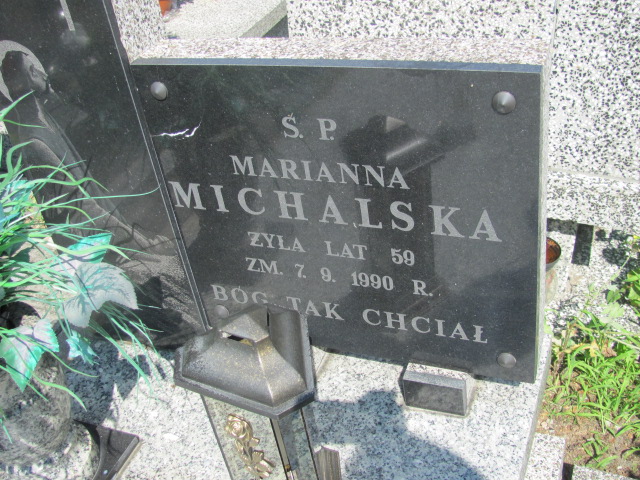 Ś. P.
MARIANNA
MICHALSKA
ŻYŁA LAT 59
ZM. 7. 9. 1990 R.
BÓG TAK CHCIAŁ